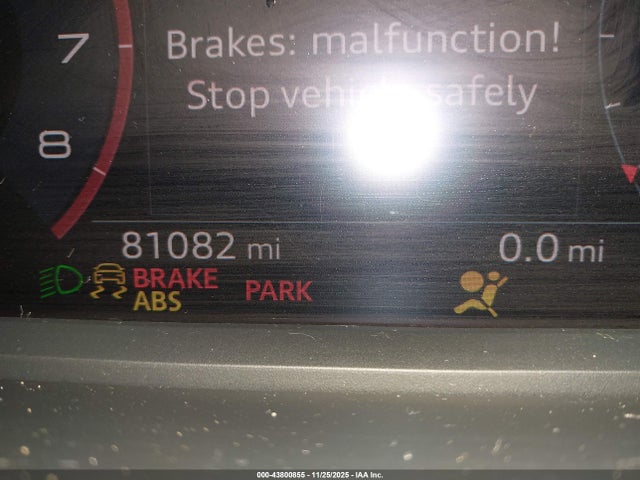 7
Brakes: malfunction!
Stop vehicle safely
8
81082 mi
0.0 mi
BRAKE
ABS
PARK
000-43800855 - 11/25/2025 - IAA Inc.